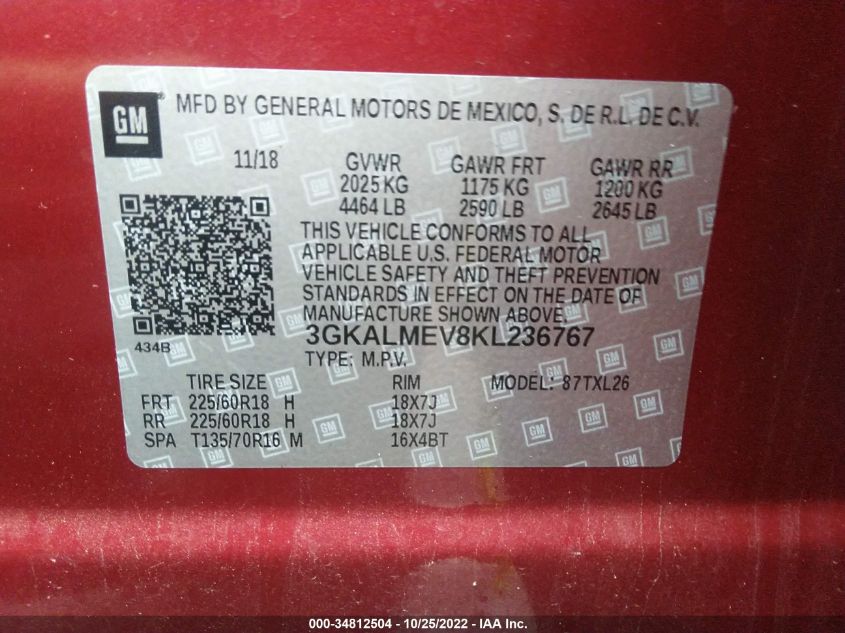 GM
MFD BY GENERAL MOTORS DE MEXICO, S. DE R.L. DE C.V.
11/18 GVWR GAWR FRT GAWR RR
2025 KG 1175 KG 1200 KG
4464 LB 2590 LB 2645 LB
THIS VEHICLE CONFORMS TO ALL
APPLICABLE U.S. FEDERAL MOTOR
VEHICLE SAFETY AND THEFT PREVENTION
STANDARDS IN EFFECT ON THE DATE OF
MANUFACTURE SHOWN ABOVE.
434B
3GKALMEV8KL236767
TYPE: M.P.V.
TIRE SIZE RIM MODEL: 87TXL26
FRT 225/60R18 H 18X7J
RR 225/60R18 H 18X7J
SPA T135/70R16 M 16X4BT
000-34812504 / 10/25/2022 - IAA Inc.